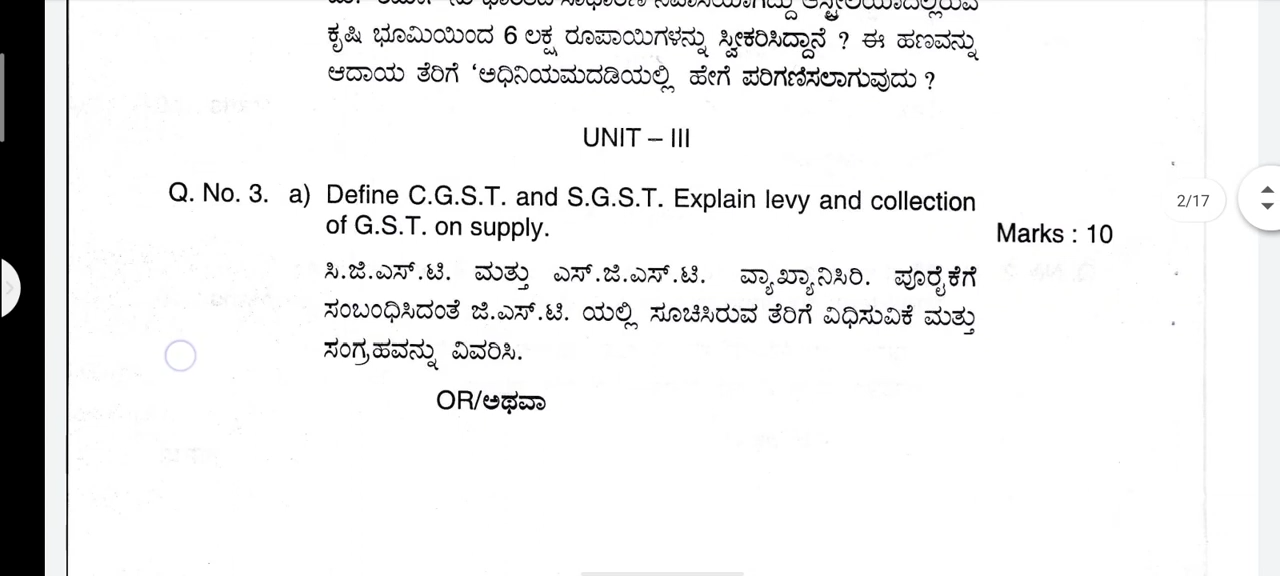 ಕೃಷಿ ಭೂಮಿಯಿಂದ 6 ಲಕ್ಷ ರೂಪಾಯಿಗಳನ್ನು ಸ್ವೀಕರಿಸಿದ್ದಾನೆ ? ಈ ಹಣವನ್ನು
ಆದಾಯ ತೆರಿಗೆ ‘ಅಧಿನಿಯಮದಡಿಯಲ್ಲಿ ಹೇಗೆ ಪರಿಗಣಿಸಲಾಗುವುದು ?
UNIT – III
Q. No. 3. a) Define C.G.S.T. and S.G.S.T. Explain levy and collection
of G.S.T. on supply.
Marks : 10
2/17
ಸಿ.ಜಿ.ಎಸ್.ಟಿ. ಮತ್ತು ಎಸ್.ಜಿ.ಎಸ್.ಟಿ. ವ್ಯಾಖ್ಯಾನಿಸಿರಿ. ಪೂರೈಕೆಗೆ
ಸಂಬಂಧಿಸಿದಂತೆ ಜಿ.ಎಸ್.ಟಿ. ಯಲ್ಲಿ ಸೂಚಿಸಿರುವ ತೆರಿಗೆ ವಿಧಿಸುವಿಕೆ ಮತ್ತು
ಸಂಗ್ರಹವನ್ನು ವಿವರಿಸಿ.
OR/ಅಥವಾ